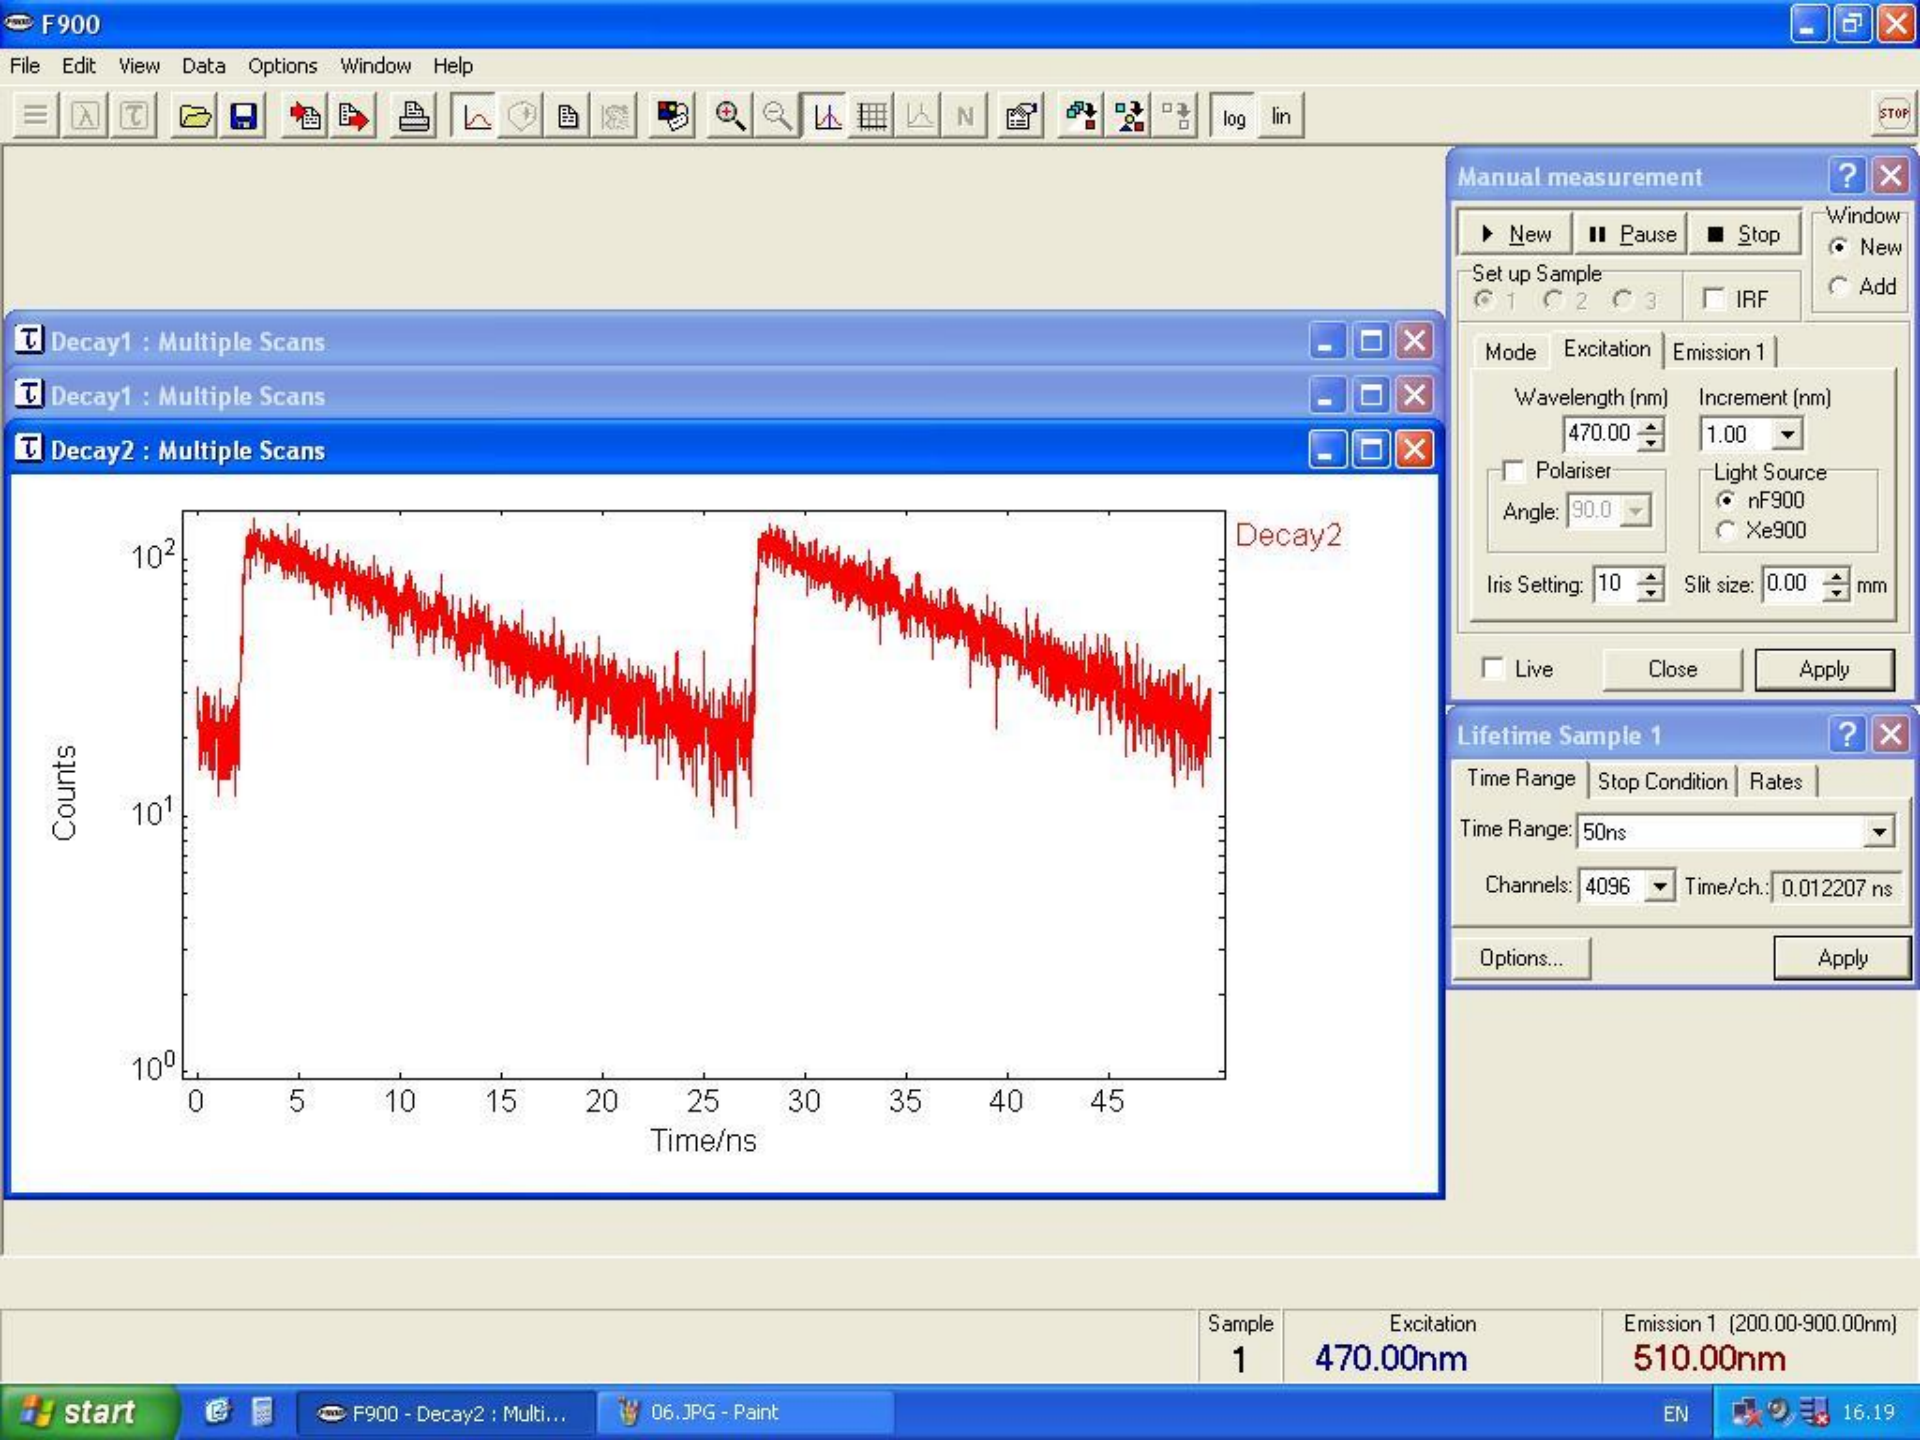 F900
File Edit View Data Options Window Help
λ τ N log lin STOP
Manual measurement
New Pause Stop
Window
New
Add
Set up Sample
1 2 3
IRF
Mode Excitation Emission 1
Wavelength (nm) Increment (nm)
470.00 1.00
Polariser
Angle: 90.0
Light Source
nF900
Xe900
Iris Setting: 10 Slit size: 0.00 mm
Live Close Apply
τ Decay1 : Multiple Scans
τ Decay1 : Multiple Scans
τ Decay2 : Multiple Scans
Decay2
10²
10¹
10⁰
Counts
0 5 10 15 20 25 30 35 40 45
Time/ns
Lifetime Sample 1
Time Range Stop Condition Rates
Time Range: 50ns
Channels: 4096 Time/ch.: 0.012207 ns
Options... Apply
Sample
1
Excitation
470.00nm
Emission 1 (200.00-900.00nm)
510.00nm
start F900 - Decay2 : Multi... 06.JPG - Paint EN 16.19